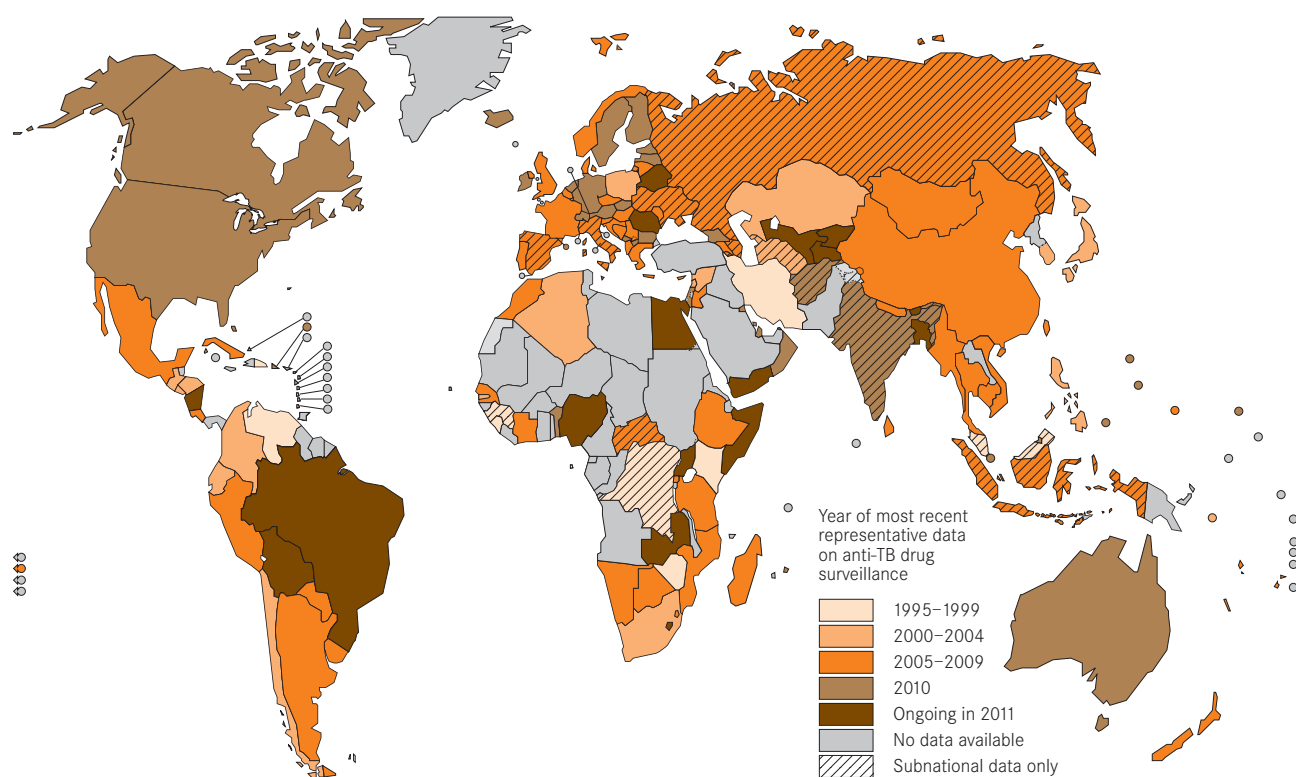 Year of most recent
representative data
on anti-TB drug
surveillance
1995–1999
2000–2004
2005–2009
2010
Ongoing in 2011
No data available
Subnational data only